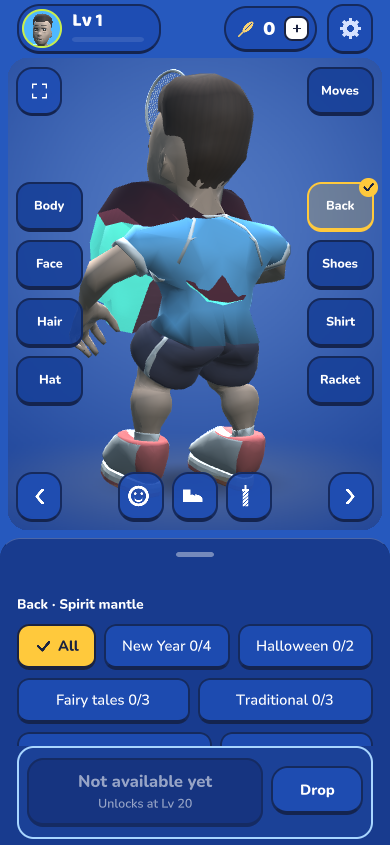 Lv 1
0
+
Moves
Body
Back
Face
Shoes
Hair
Shirt
Hat
Racket
Back · Spirit mantle
All
New Year 0/4
Halloween 0/2
Fairy tales 0/3
Traditional 0/3
Not available yet
Unlocks at Lv 20
Drop